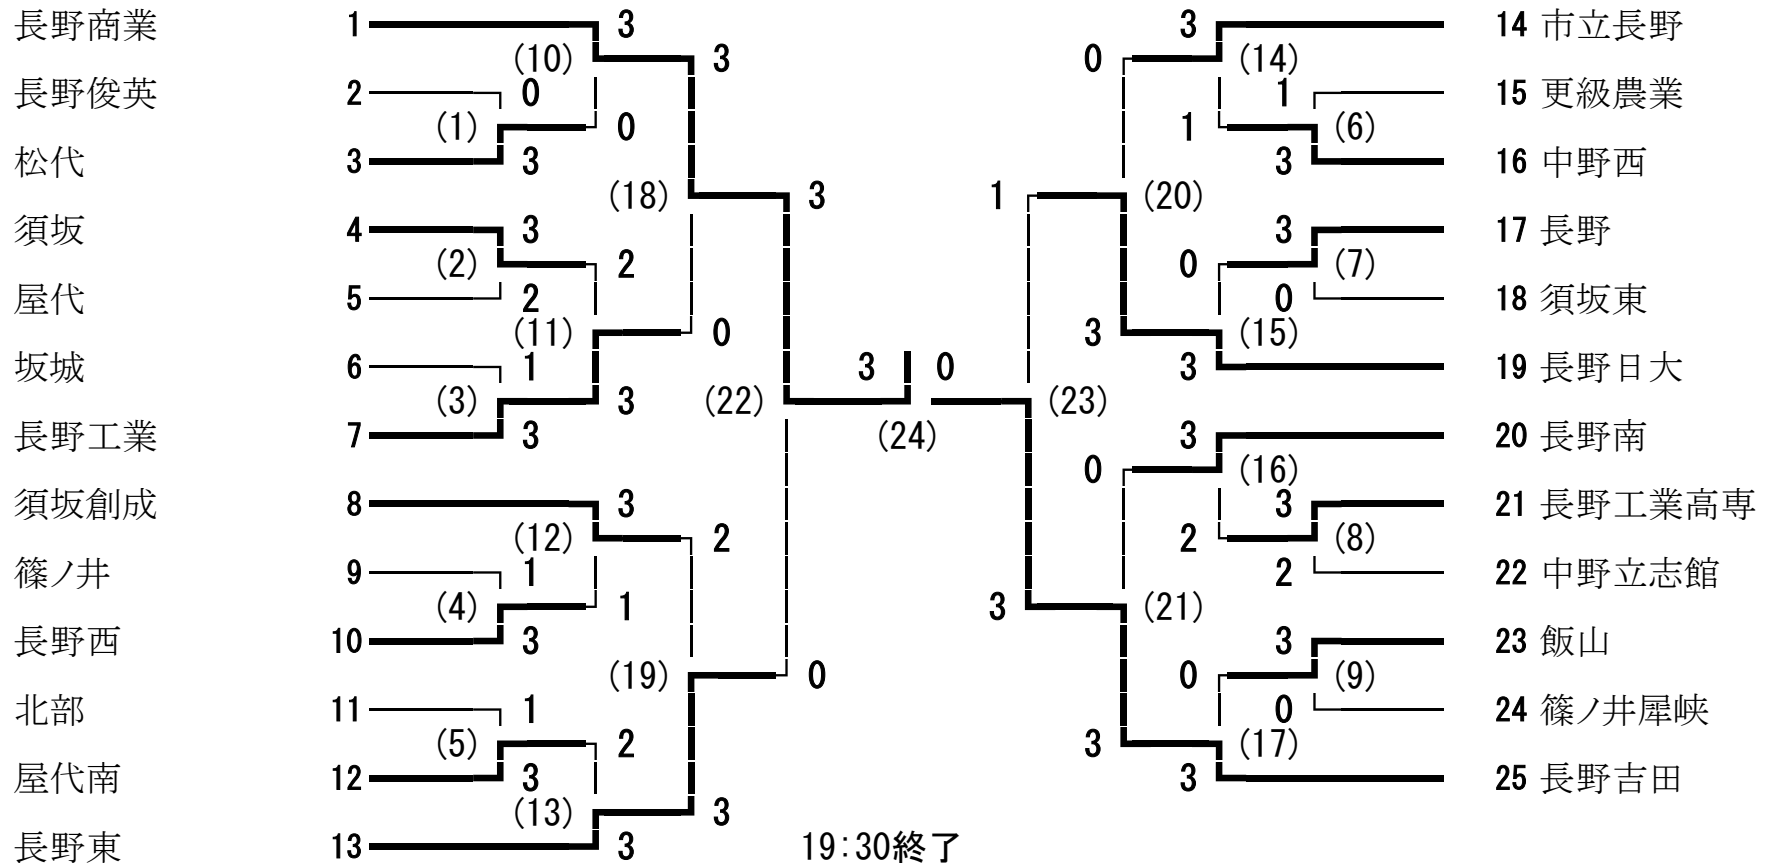 長野商業 1 3 3 14 市立長野
(10) 3 0 (14)
長野俊英 2 0 1 15 更級農業
(1) 0 1 (6)
松代 3 3 3 16 中野西
(18) 3 1 (20)
須坂 4 3 3 17 長野
(2) 2 0 (7)
屋代 5 2 0 18 須坂東
(11) 0 3 (15)
坂城 6 1 3 0 3 19 長野日大
(3) 3 (22) (23)
長野工業 7 3 (24) 3 20 長野南
0 (16)
須坂創成 8 3 3 21 長野工業高専
(12) 2 2 (8)
篠ノ井 9 1 2 22 中野立志館
(4) 1 3 (21)
長野西 10 3 3 23 飯山
(19) 0 0 (9)
北部 11 1 0 24 篠ノ井犀峡
(5) 2 3 (17)
屋代南 12 3 3 25 長野吉田
(13) 3
長野東 13 3 19:30終了